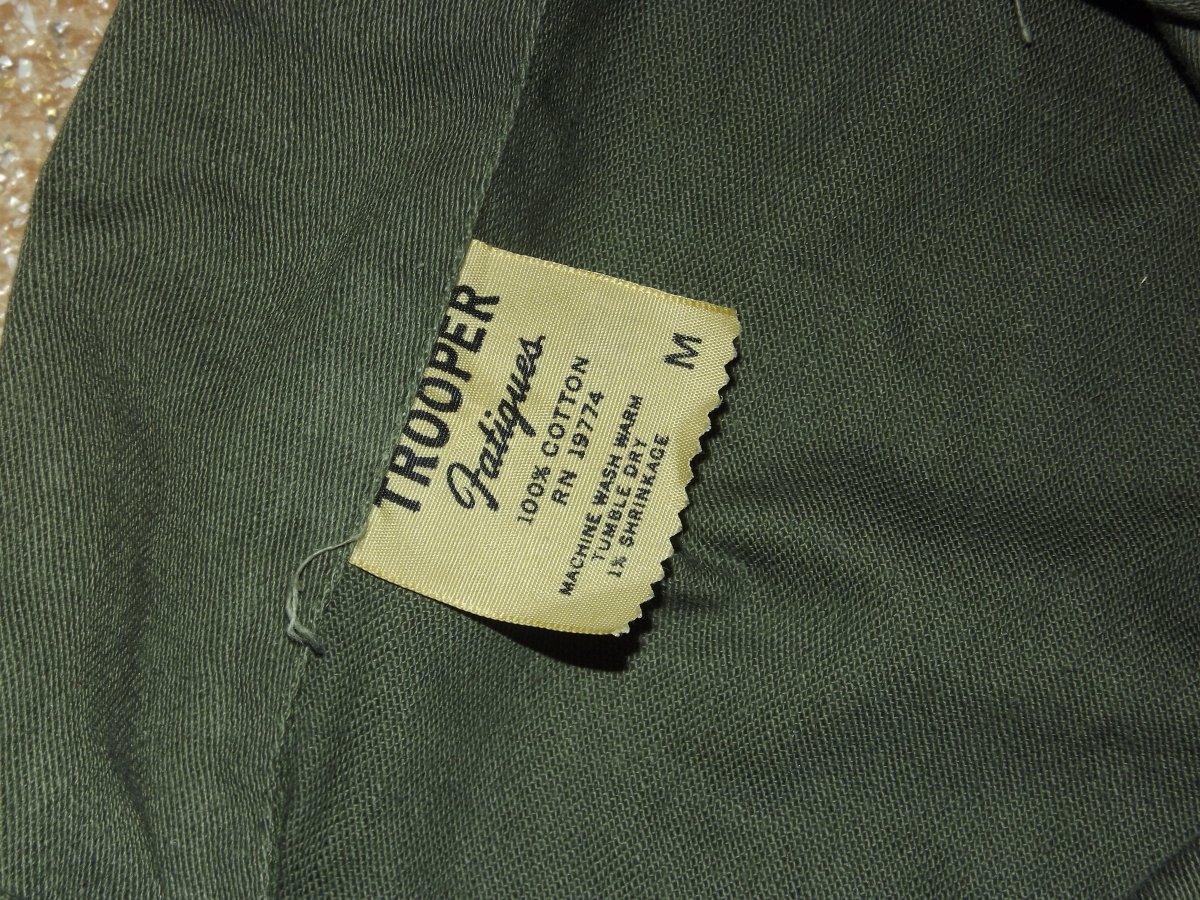 TROOPER
Fatigues
100% COTTON
RN 19774
MACHINE WASH WARM
TUMBLE DRY
1% SHRINKAGE
M